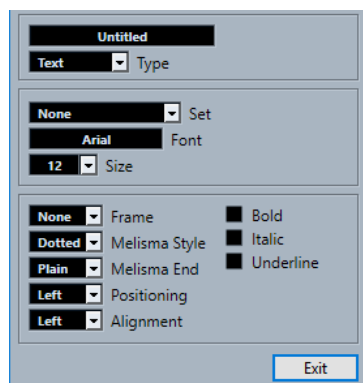 Untitled
Text Type
None Set
Arial Font
12 Size
None Frame Bold
Dotted Melisma Style Italic
Plain Melisma End Underline
Left Positioning
Left Alignment
Exit